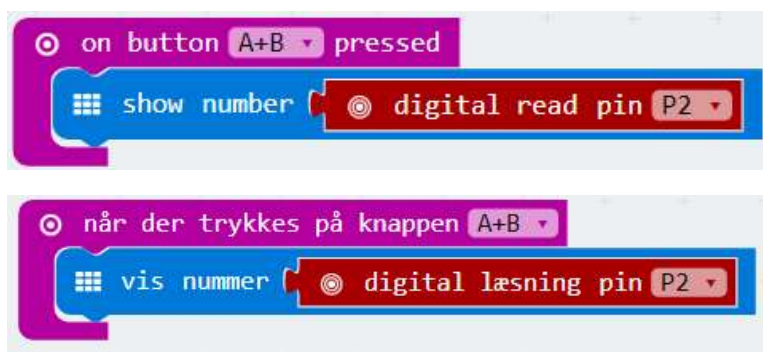 on button A+B pressed
show number digital read pin P2
når der trykkes på knappen A+B
vis nummer digital læsning pin P2